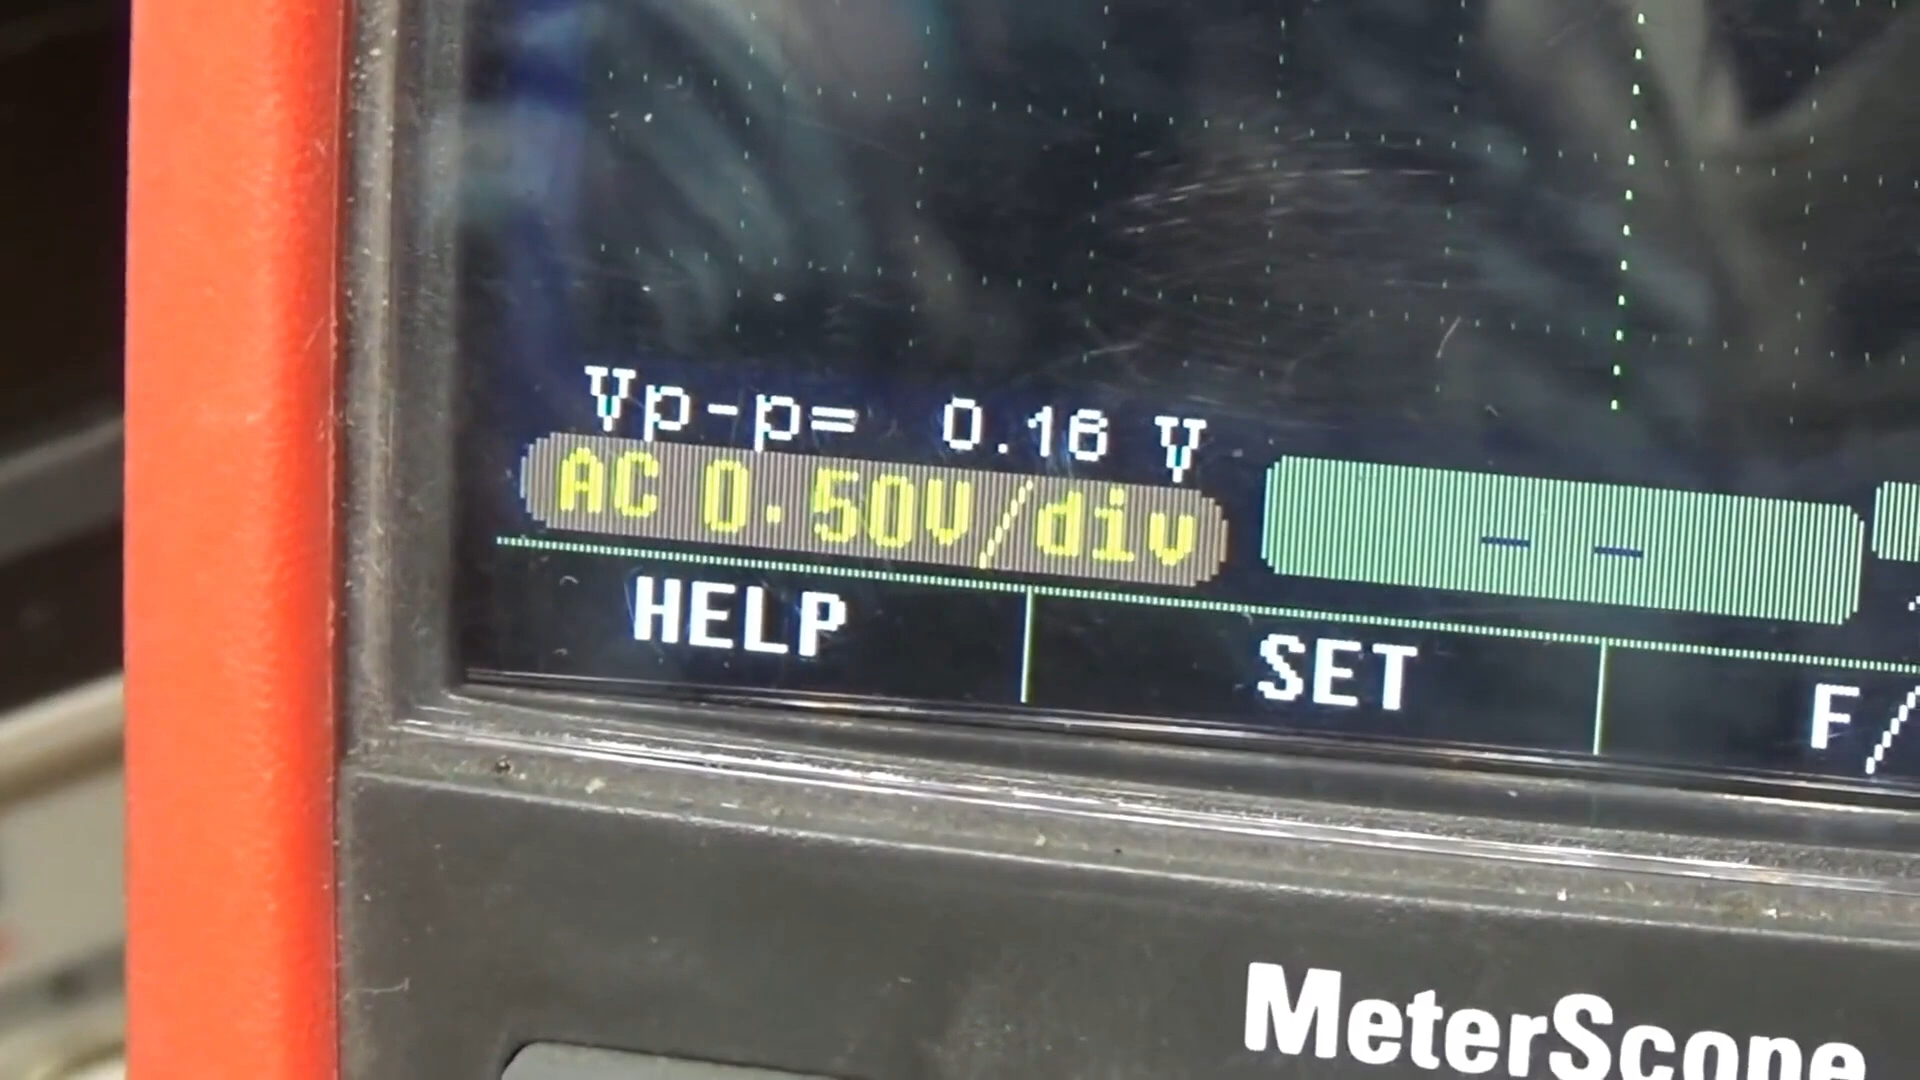 Vp-p= 0.16 V
AC 0.50V/div
- -
HELP
SET
F/
MeterScope